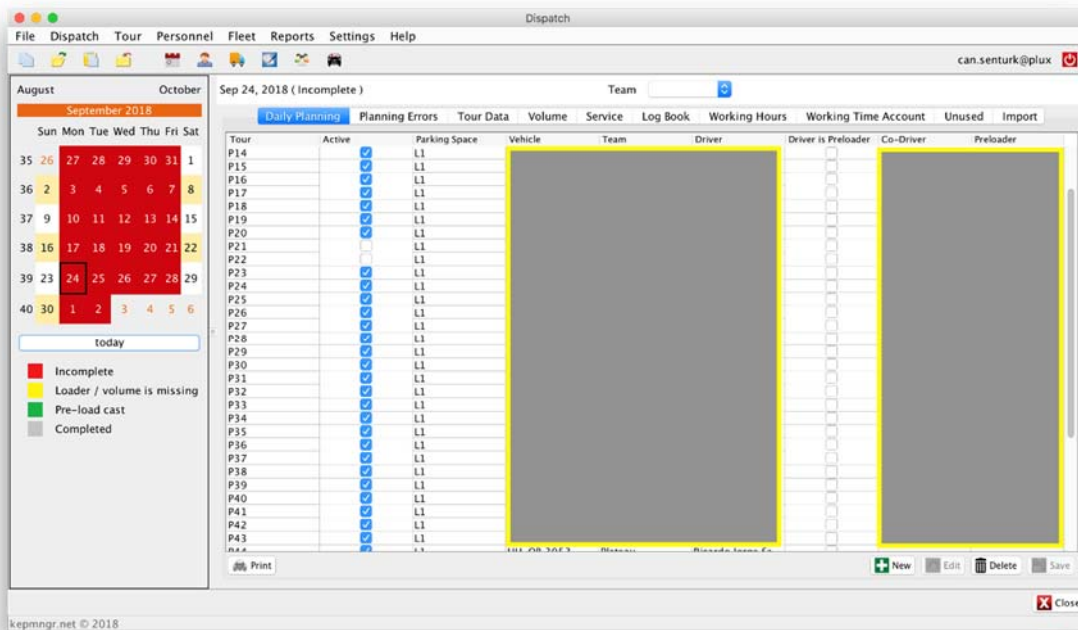 Dispatch
File Dispatch Tour Personnel Fleet Reports Settings Help
can.senturk@plux
August October
September 2018
Sun Mon Tue Wed Thu Fri Sat
35 26 27 28 29 30 31 1
36 2 3 4 5 6 7 8
37 9 10 11 12 13 14 15
38 16 17 18 19 20 21 22
39 23 24 25 26 27 28 29
40 30 1 2 3 4 5 6
today
Incomplete
Loader / volume is missing
Pre-load cast
Completed
Sep 24, 2018 ( Incomplete ) Team
Daily Planning Planning Errors Tour Data Volume Service Log Book Working Hours Working Time Account Unused Import
Tour Active Parking Space Vehicle Team Driver Driver is Preloader Co-Driver Preloader
P14 L1
P15 L1
P16 L1
P17 L1
P18 L1
P19 L1
P20 L1
P21 L1
P22 L1
P23 L1
P24 L1
P25 L1
P26 L1
P27 L1
P28 L1
P29 L1
P30 L1
P31 L1
P32 L1
P33 L1
P34 L1
P35 L1
P36 L1
P37 L1
P38 L1
P39 L1
P40 L1
P41 L1
P42 L1
P43 L1
P44 L1
Print New Edit Delete Save
Close
kepmngr.net © 2018